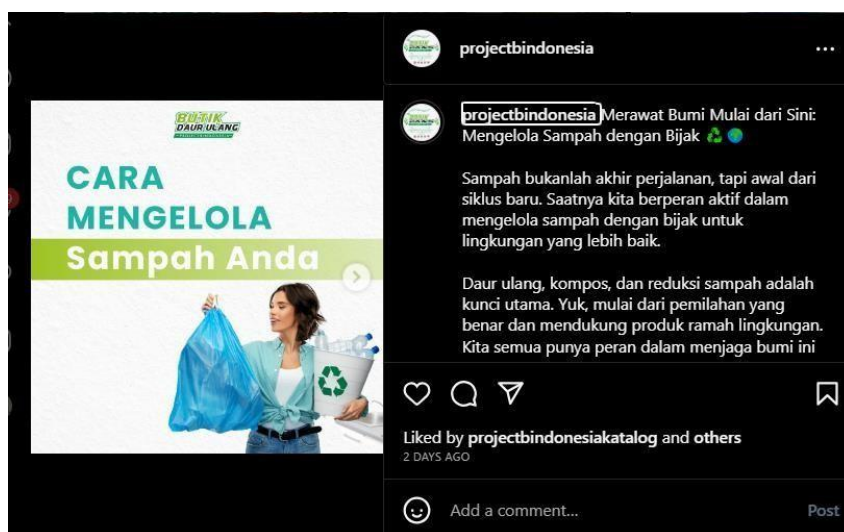 BUTIK
DAUR ULANG
CARA
MENGELOLA
Sampah Anda
projectbindonesia
projectbindonesia Merawat Bumi Mulai dari Sini:
Mengelola Sampah dengan Bijak ♻️ 🌍
Sampah bukanlah akhir perjalanan, tapi awal dari
siklus baru. Saatnya kita berperan aktif dalam
mengelola sampah dengan bijak untuk
lingkungan yang lebih baik.
Daur ulang, kompos, dan reduksi sampah adalah
kunci utama. Yuk, mulai dari pemilahan yang
benar dan mendukung produk ramah lingkungan.
Kita semua punya peran dalam menjaga bumi ini
Liked by projectbindonesiakatalog and others
2 DAYS AGO
Add a comment...
Post